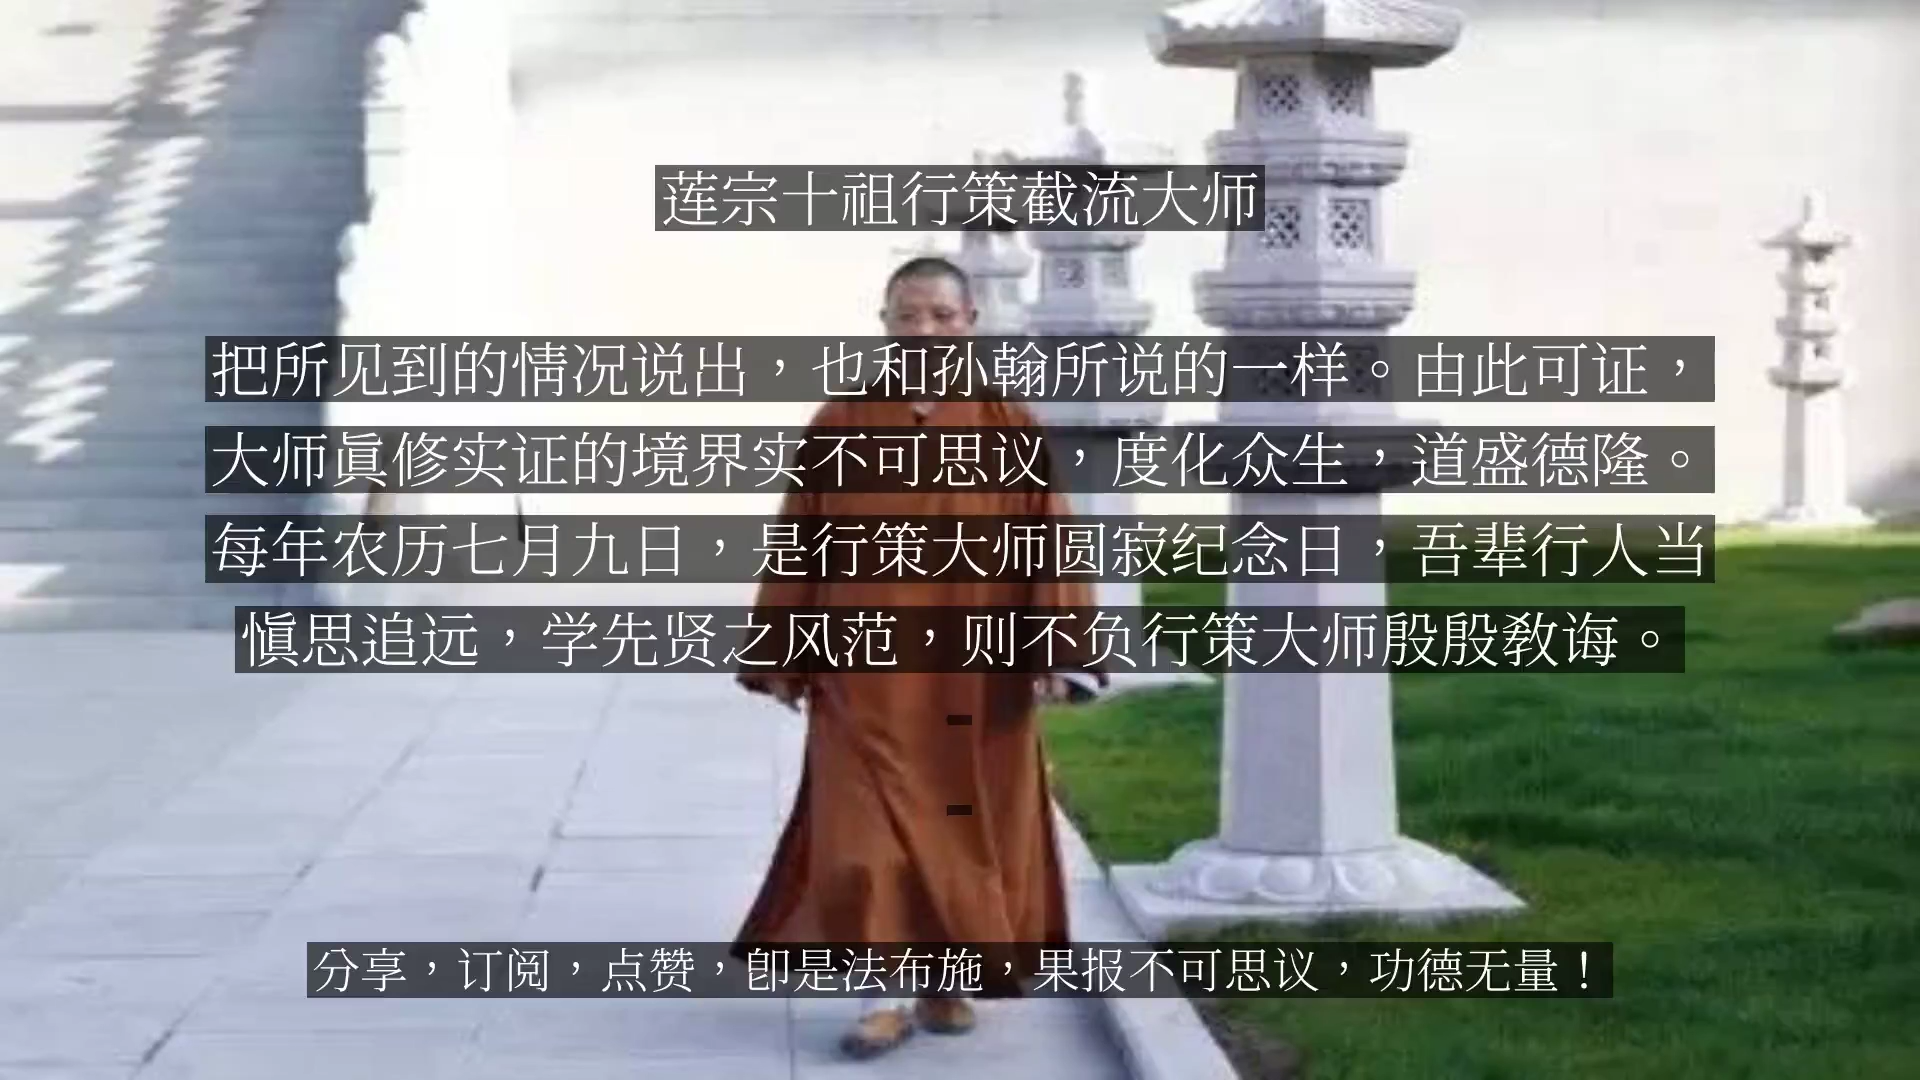 莲宗十祖行策截流大师
把所见到的情况说出，也和孙翰所说的一样。由此可证，
大师眞修实证的境界实不可思议，度化众生，道盛德隆。
每年农历七月九日，是行策大师圆寂纪念日，吾辈行人当
愼思追远，学先贤之风范，则不负行策大师殷殷教诲。
分享，订阅，点赞，卽是法布施，果报不可思议，功德无量！